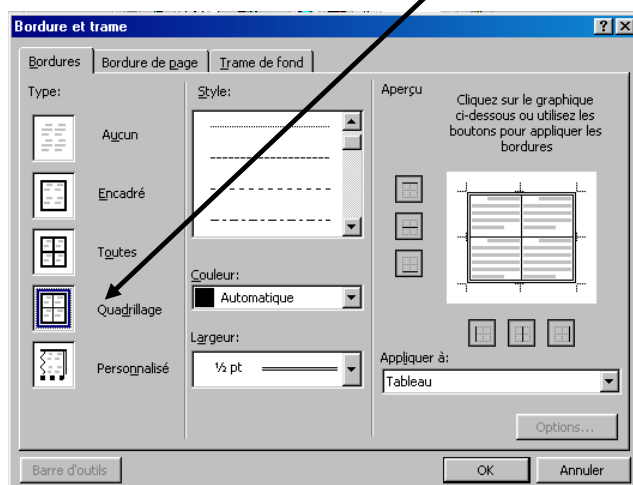 Bordure et trame
Bordures
Bordure de page
Trame de fond
Type:
Aucun
Encadré
Toutes
Quadrillage
Personnalisé
Style:
Couleur:
Automatique
Largeur:
½ pt
Aperçu
Cliquez sur le graphique
ci-dessous ou utilisez les
boutons pour appliquer les
bordures
Appliquer à:
Tableau
Options...
Barre d'outils
OK
Annuler